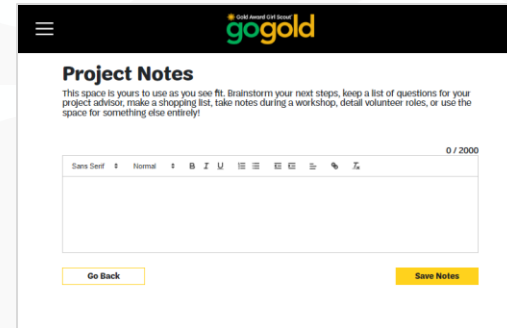 Gold Award Girl Scout
gogold
Project Notes
This space is yours to use as you see fit. Brainstorm your next steps, keep a list of questions for your
project advisor, make a shopping list, take notes during a workshop, detail volunteer roles, or use the
space for something else entirely!
0 / 2000
Sans Serif Normal B I U
Go Back Save Notes